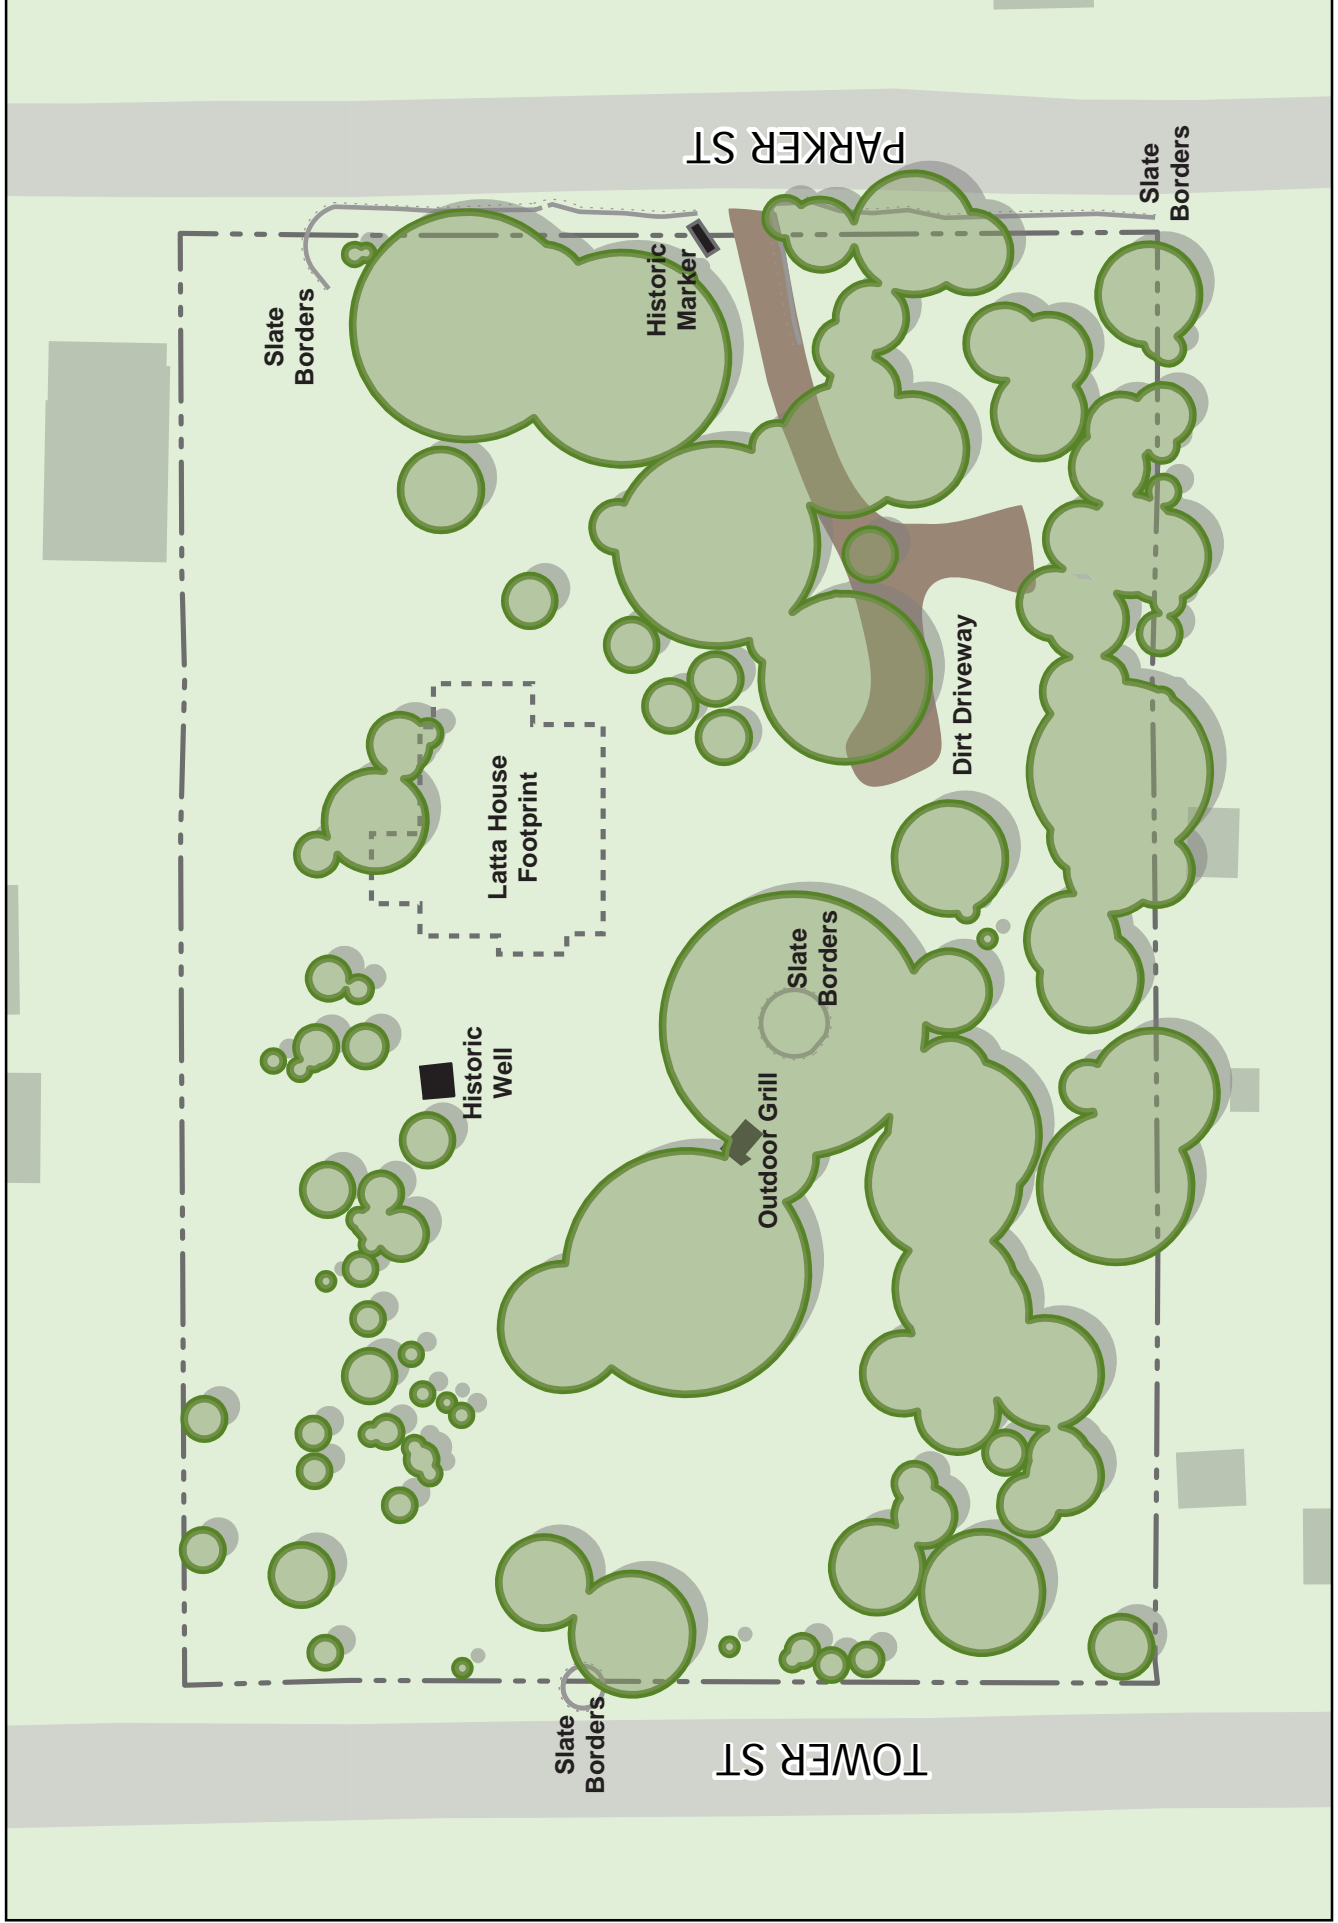 PARKER ST
Slate
Borders
Slate
Borders
Historic
Marker
Dirt Driveway
Latta House
Footprint
Slate
Borders
Historic
Well
Outdoor Grill
Slate
Borders
TOWER ST